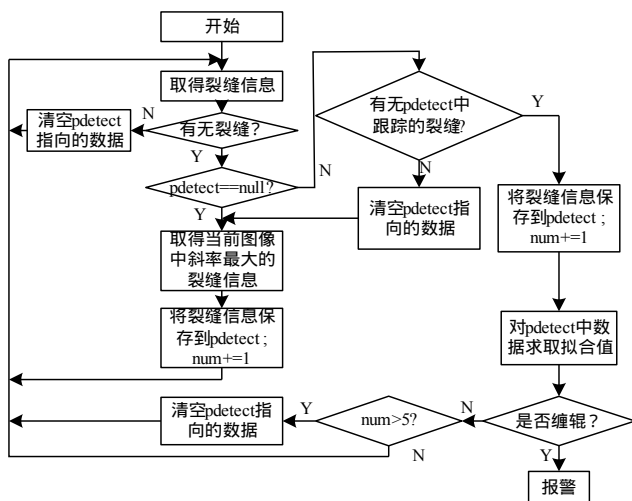 开始
取得裂缝信息
有无裂缝？
N
清空pdetect
指向的数据
Y
pdetect==null?
N
Y
取得当前图像
中斜率最大的
裂缝信息
将裂缝信息保
存到pdetect；
num+=1
有无pdetect中
跟踪的裂缝?
Y
N
清空pdetect指
向的数据
将裂缝信息保
存到pdetect；
num+=1
对pdetect中数
据求取拟合值
是否缠辊？
N
Y
报警
num>5?
Y
N
清空pdetect指
向的数据